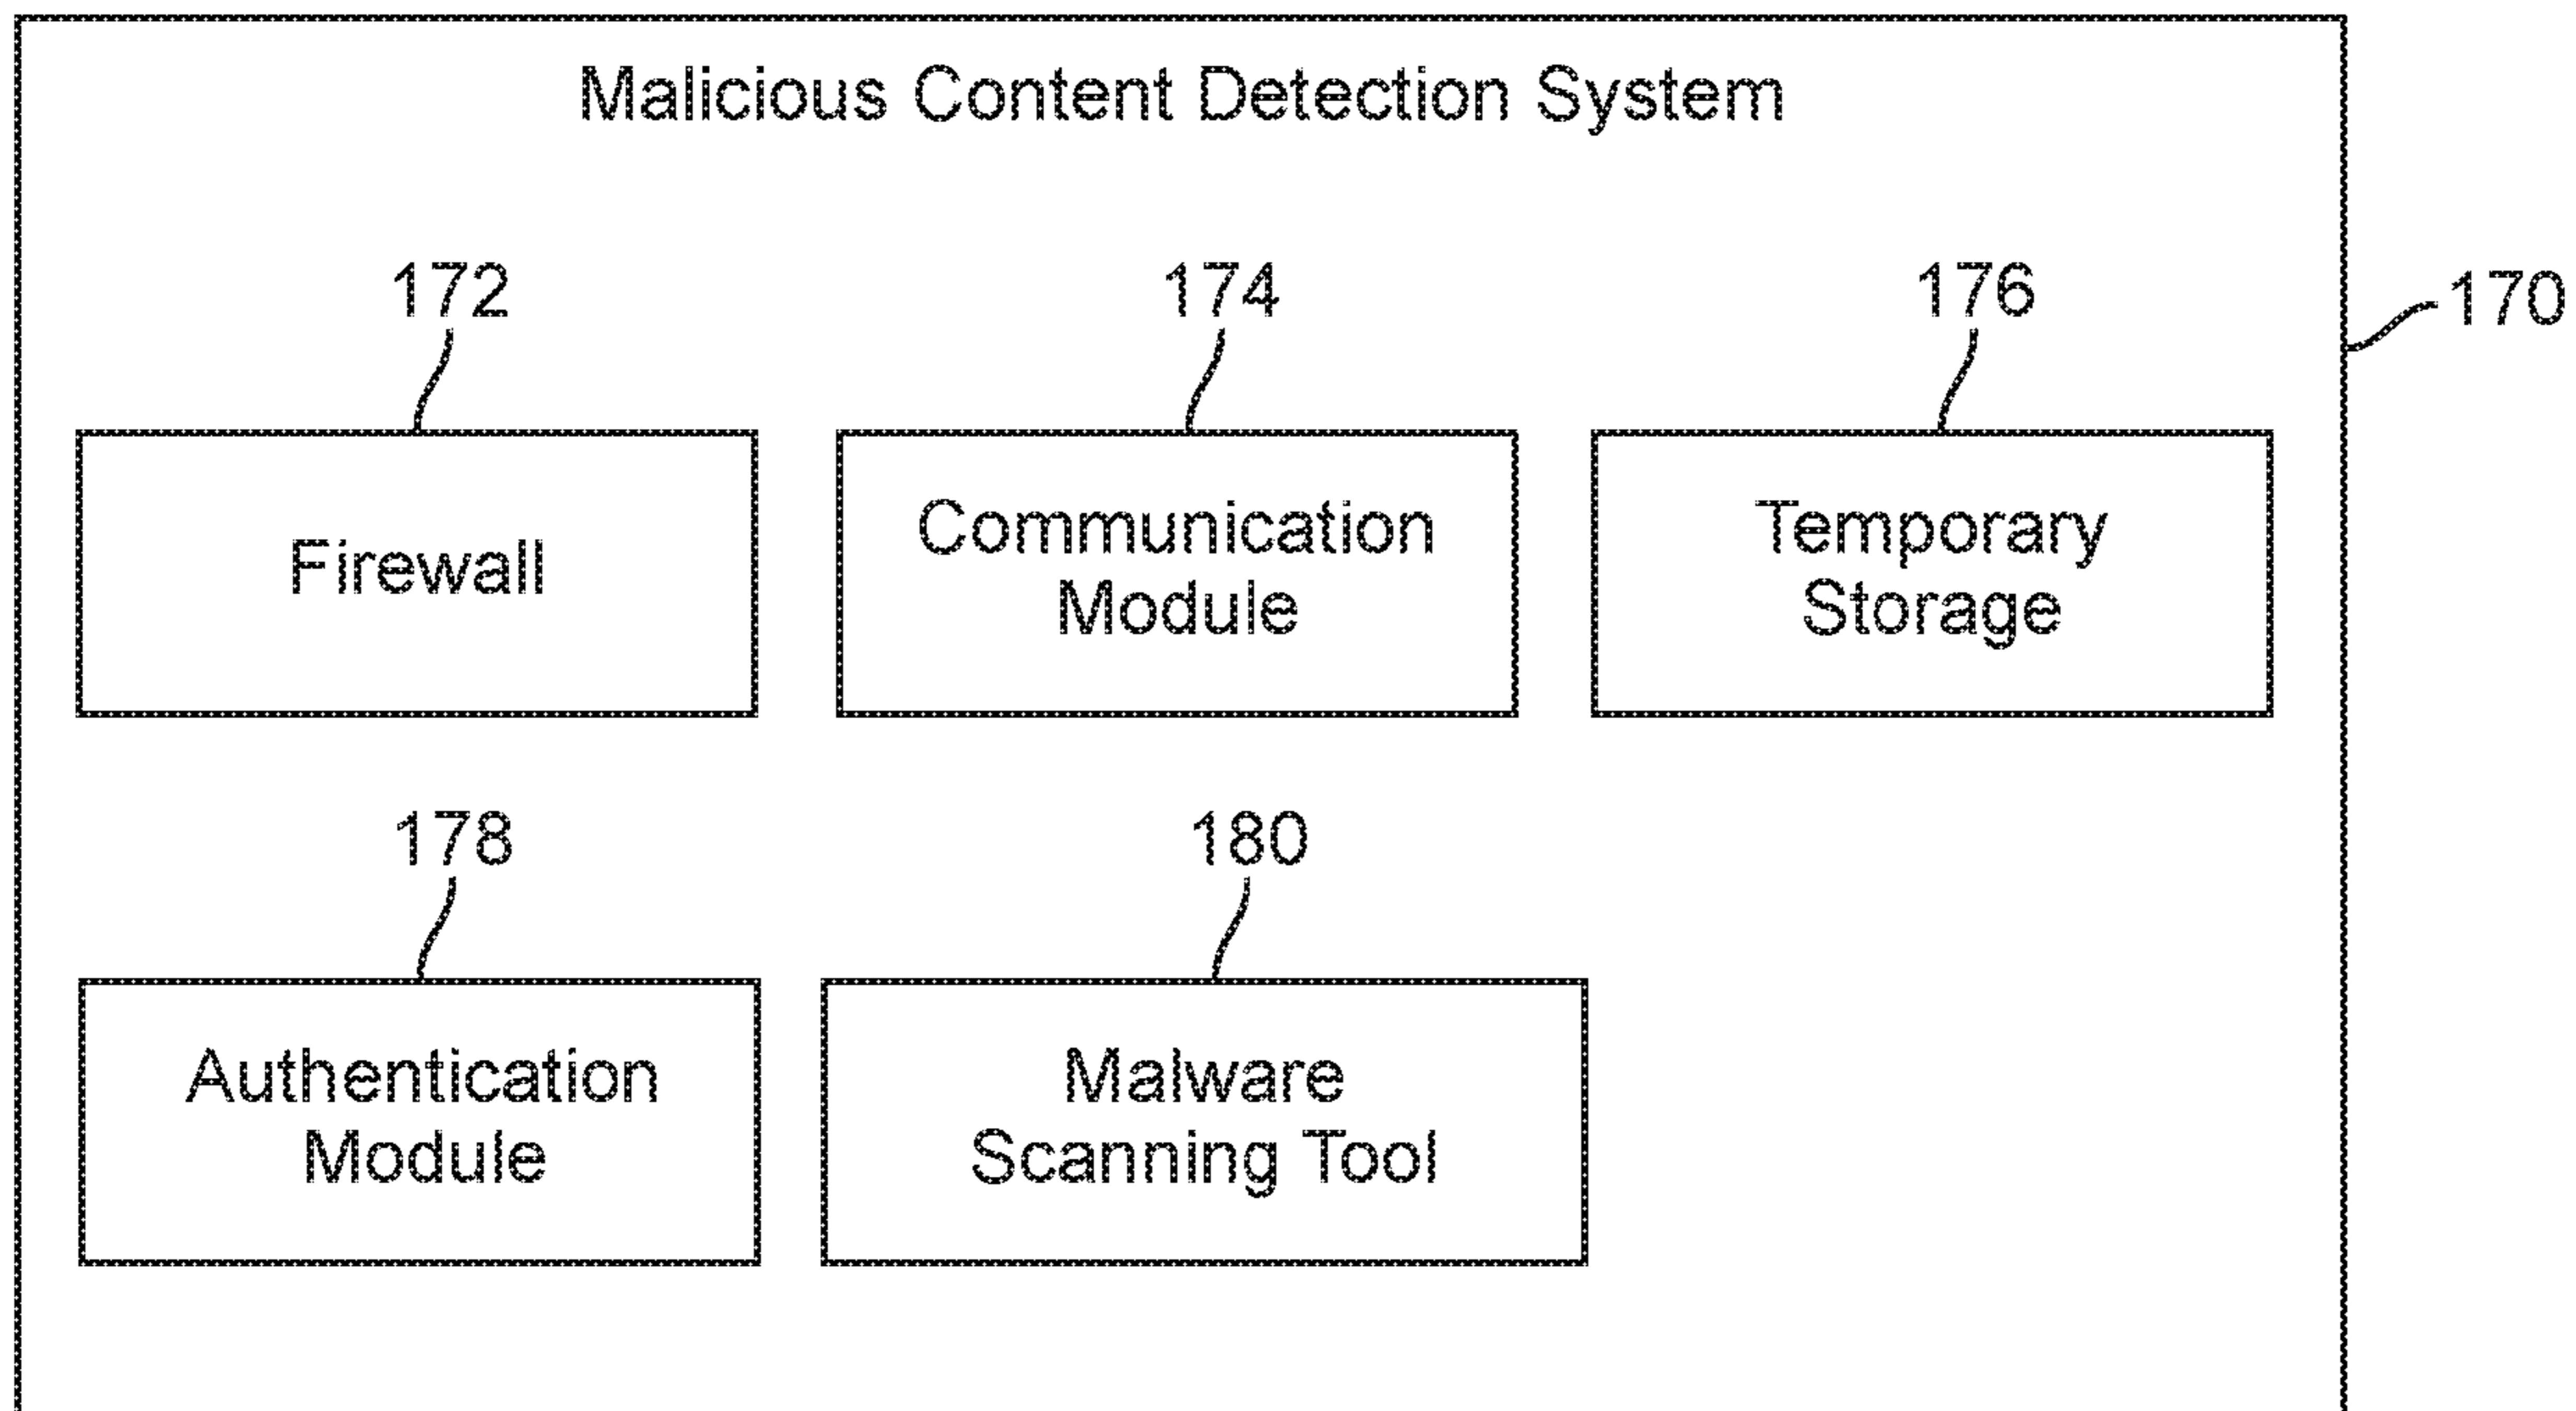 Malicious Content Detection System
172
174
176
170
Firewall
Communication
Module
Temporary
Storage
178
180
Authentication
Module
Malware
Scanning Tool